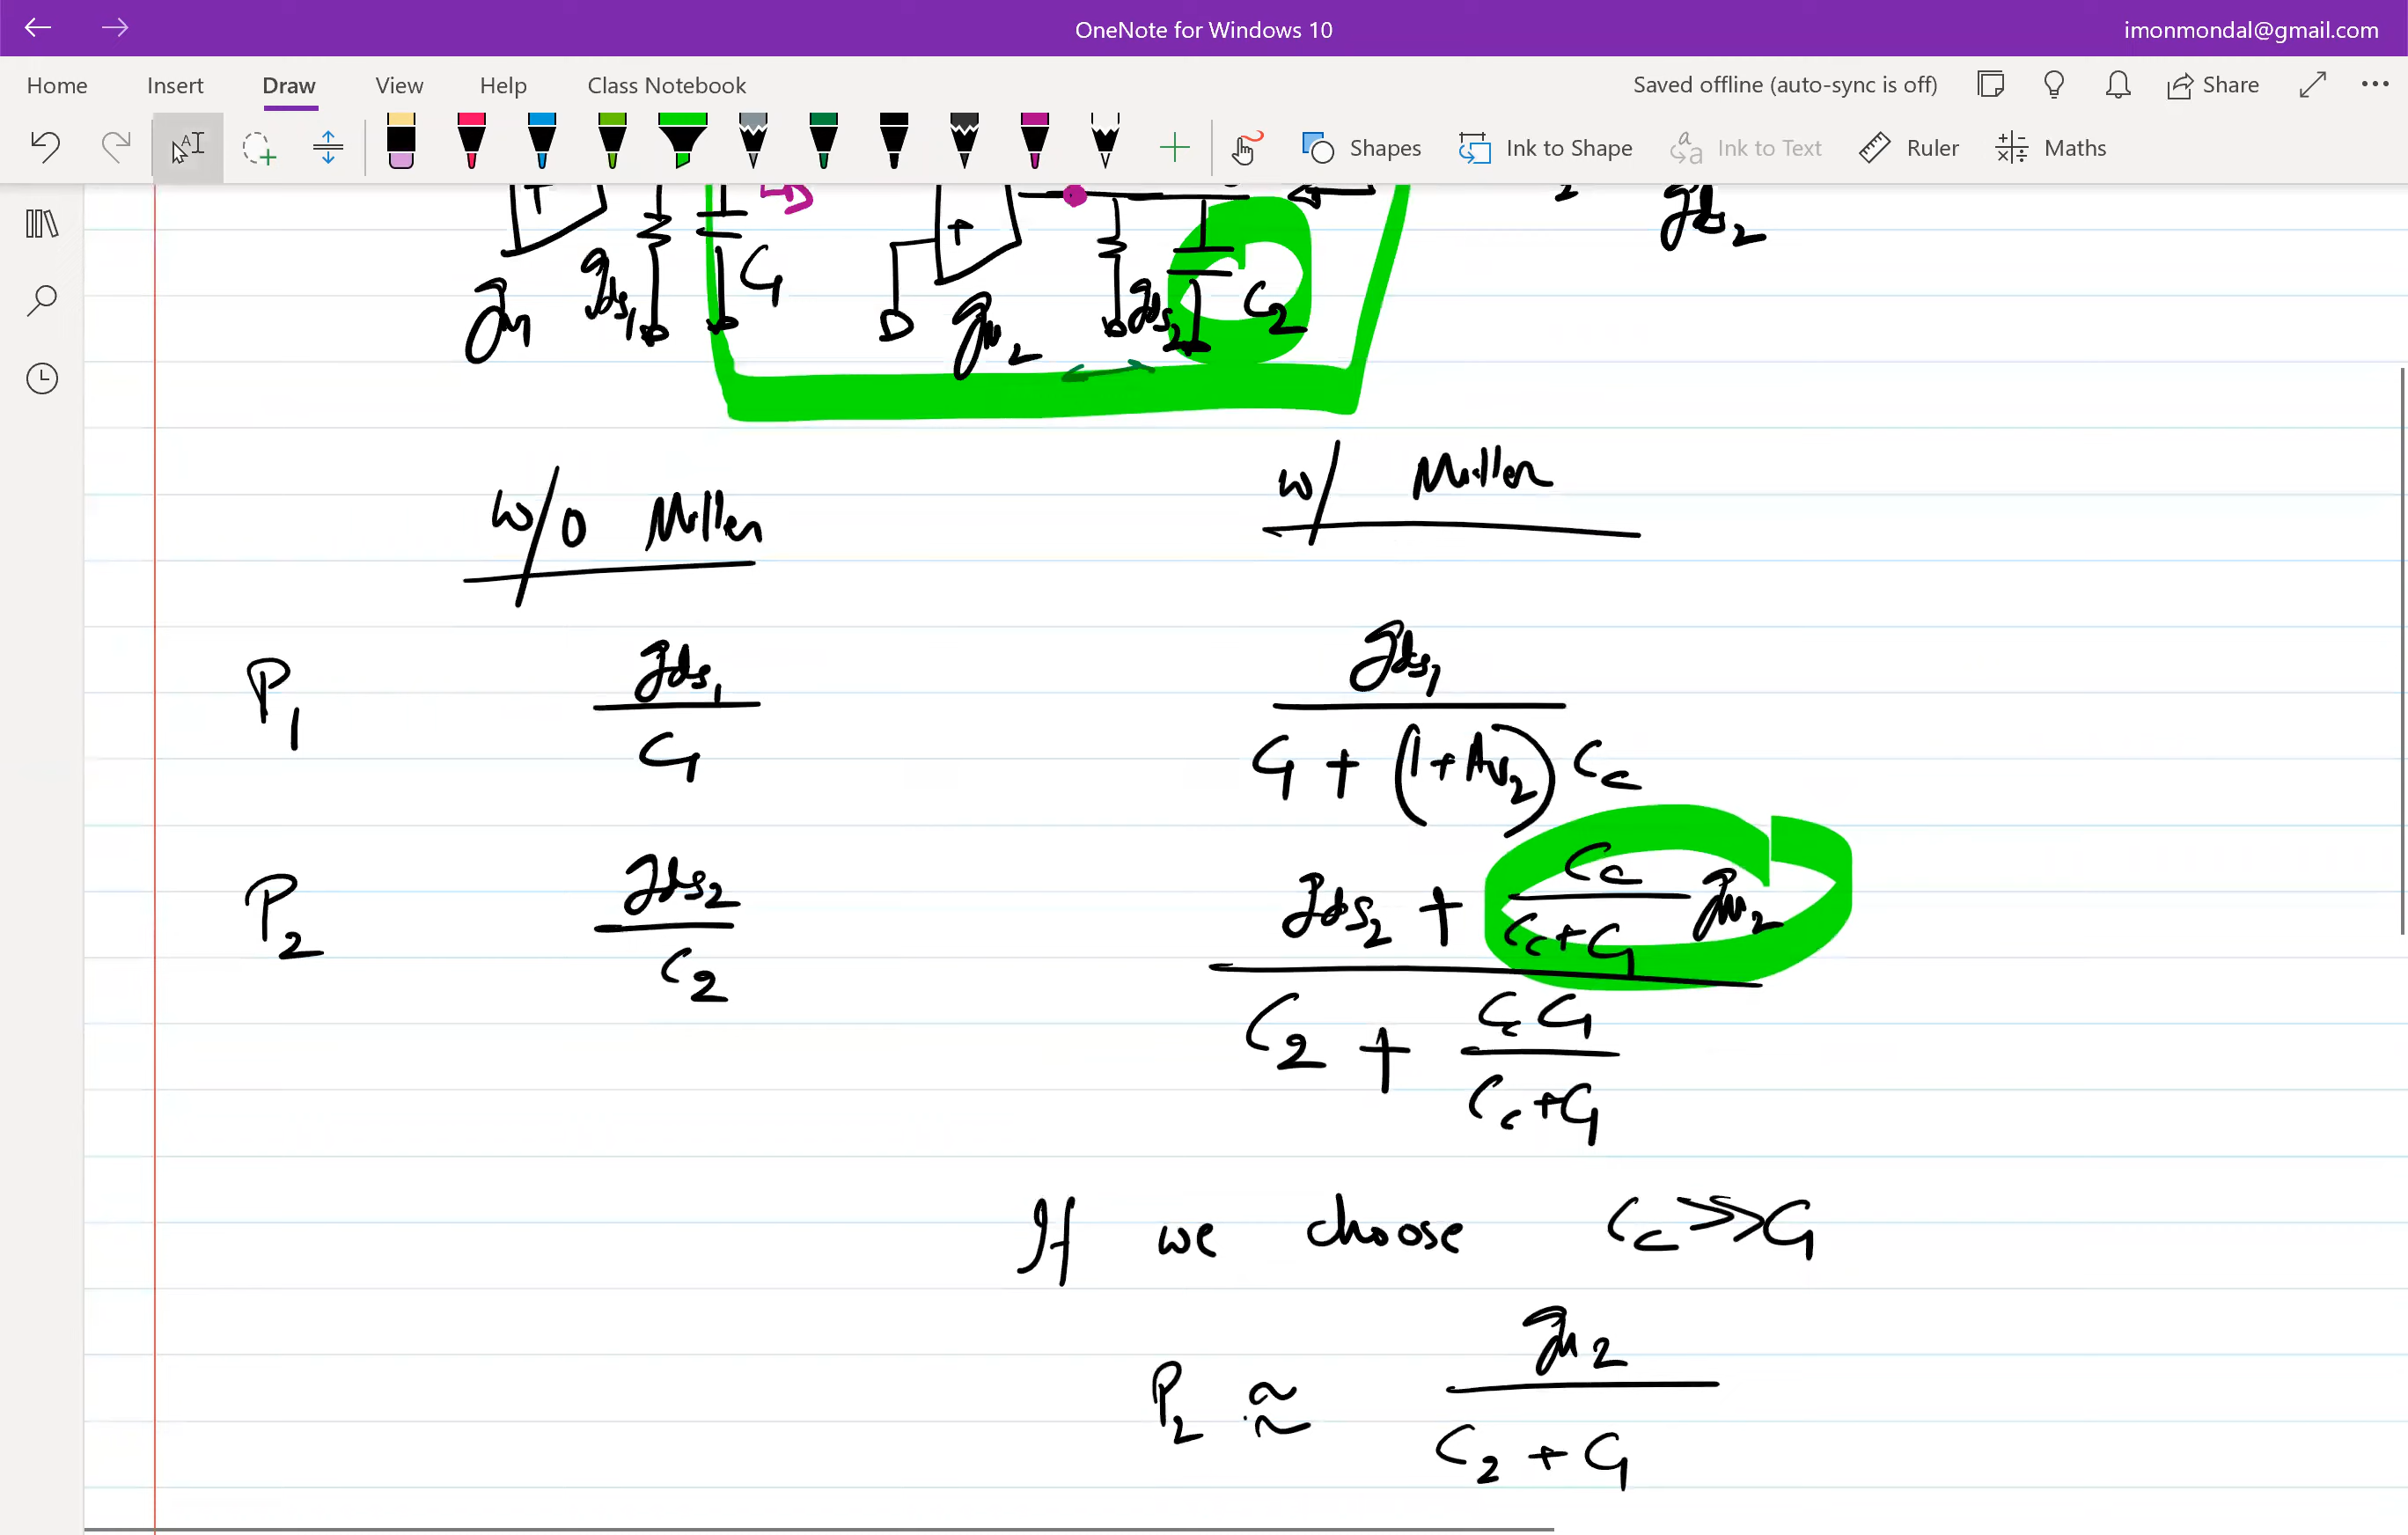 OneNote for Windows 10
imonmondal@gmail.com
Home Insert Draw View Help Class Notebook
Saved offline (auto-sync is off) Share
Shapes Ink to Shape Ink to Text Ruler Maths
gm1 gds1 C1 gm2 gds2 C2 gds2
w/o Miller w/ Miller
P1 gds1 / C1 gds1 / (C1 + (1+Av2) Cc)
P2 gds2 / C2 (gds2 + Cc/(Cc+C1) gm2) / (C2 + Cc C1/(Cc+C1))
If we choose Cc >> C1
P2 ≈ gm2 / (C2 + C1)